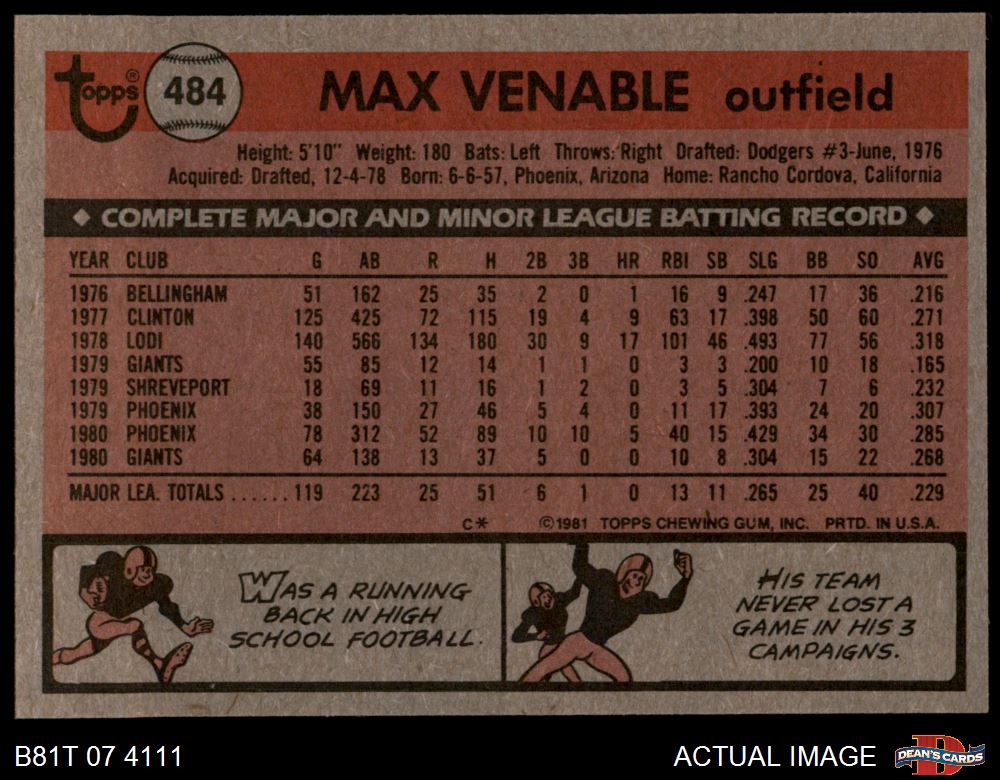 topps® 484 MAX VENABLE outfield
Height: 5'10" Weight: 180 Bats: Left Throws: Right Drafted: Dodgers #3-June, 1976
Acquired: Drafted, 12-4-78 Born: 6-6-57, Phoenix, Arizona Home: Rancho Cordova, California
◆ COMPLETE MAJOR AND MINOR LEAGUE BATTING RECORD ◆
YEAR CLUB G AB R H 2B 3B HR RBI SB SLG BB SO AVG
1976 BELLINGHAM 51 162 25 35 2 0 1 16 9 .247 17 36 .216
1977 CLINTON 125 425 72 115 19 4 9 63 17 .398 50 60 .271
1978 LODI 140 566 134 180 30 9 17 101 46 .493 77 56 .318
1979 GIANTS 55 85 12 14 1 1 0 3 3 .200 10 18 .165
1979 SHREVEPORT 18 69 11 16 1 2 0 3 5 .304 7 6 .232
1979 PHOENIX 38 150 27 46 5 4 0 11 17 .393 24 20 .307
1980 PHOENIX 78 312 52 89 10 10 5 40 15 .429 34 30 .285
1980 GIANTS 64 138 13 37 5 0 0 10 8 .304 15 22 .268
MAJOR LEA. TOTALS ......119 223 25 51 6 1 0 13 11 .265 25 40 .229
C* ©1981 TOPPS CHEWING GUM, INC. PRTD. IN U.S.A.
WAS A RUNNING
BACK IN HIGH
SCHOOL FOOTBALL.
HIS TEAM
NEVER LOST A
GAME IN HIS 3
CAMPAIGNS.
B81T 07 4111 ACTUAL IMAGE DEAN'S CARDS